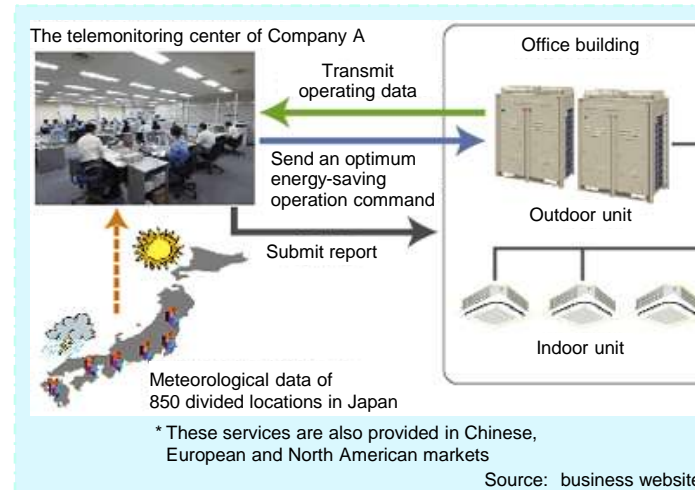 The telemonitoring center of Company A
Office building
Transmit
operating data
Send an optimum
energy-saving
operation command
Outdoor unit
Submit report
Indoor unit
Meteorological data of
850 divided locations in Japan
* These services are also provided in Chinese,
European and North American markets
Source: business website